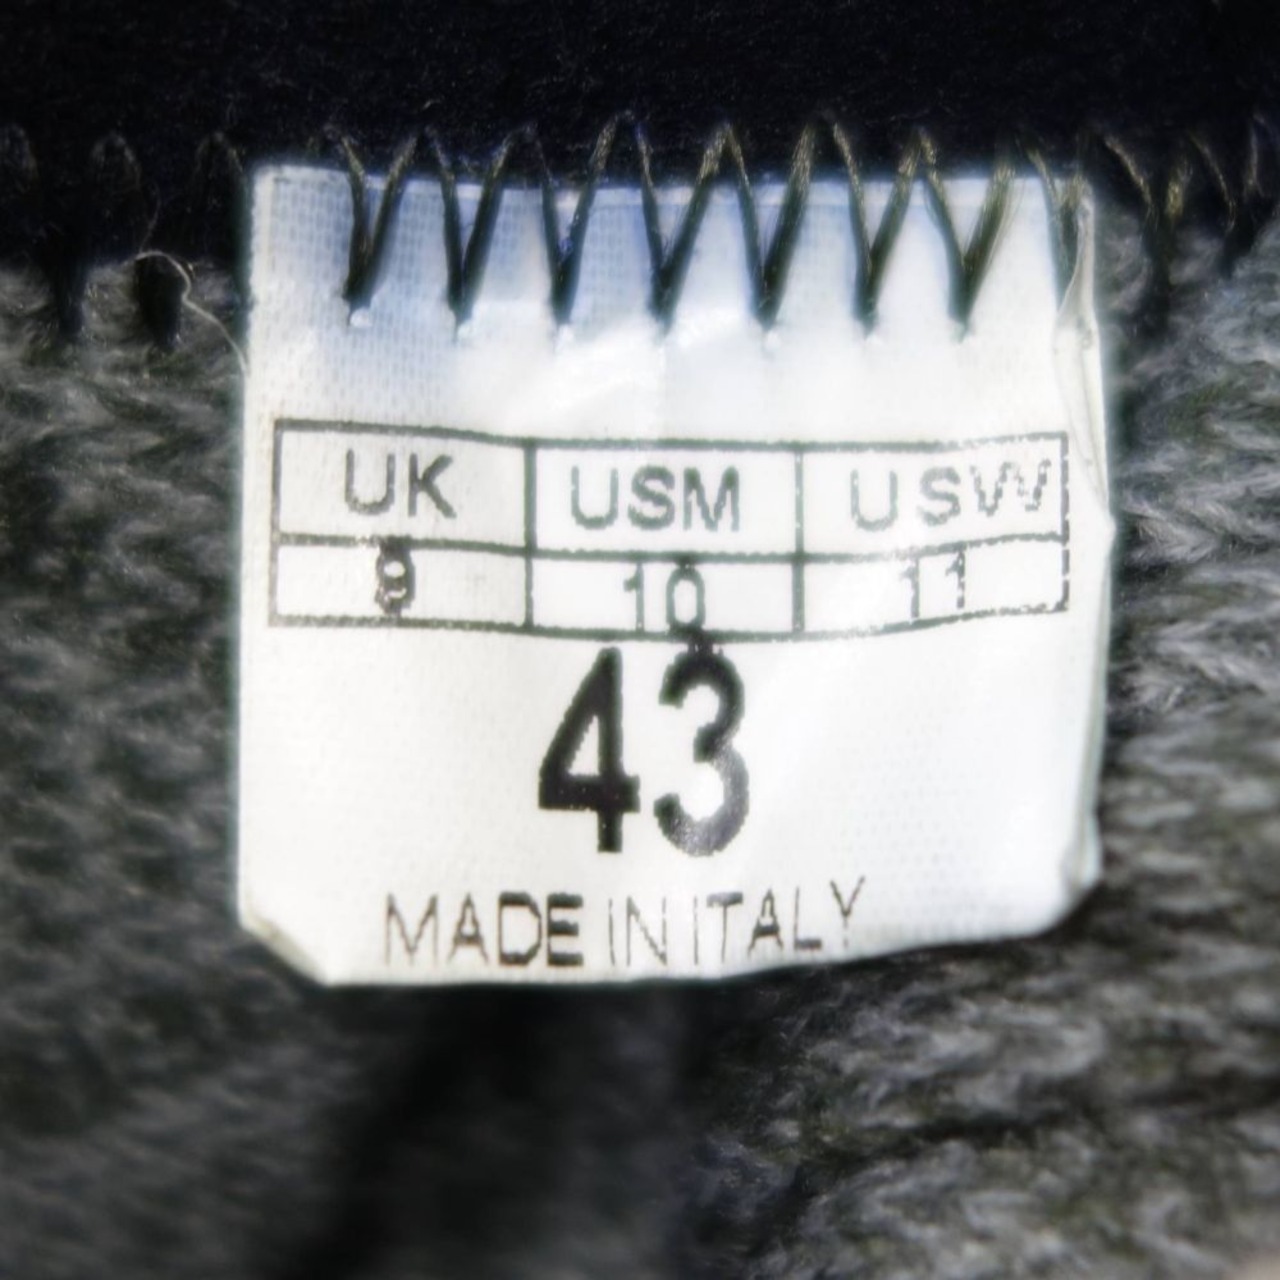 UK USM USW
9 10 11
43
MADE IN ITALY